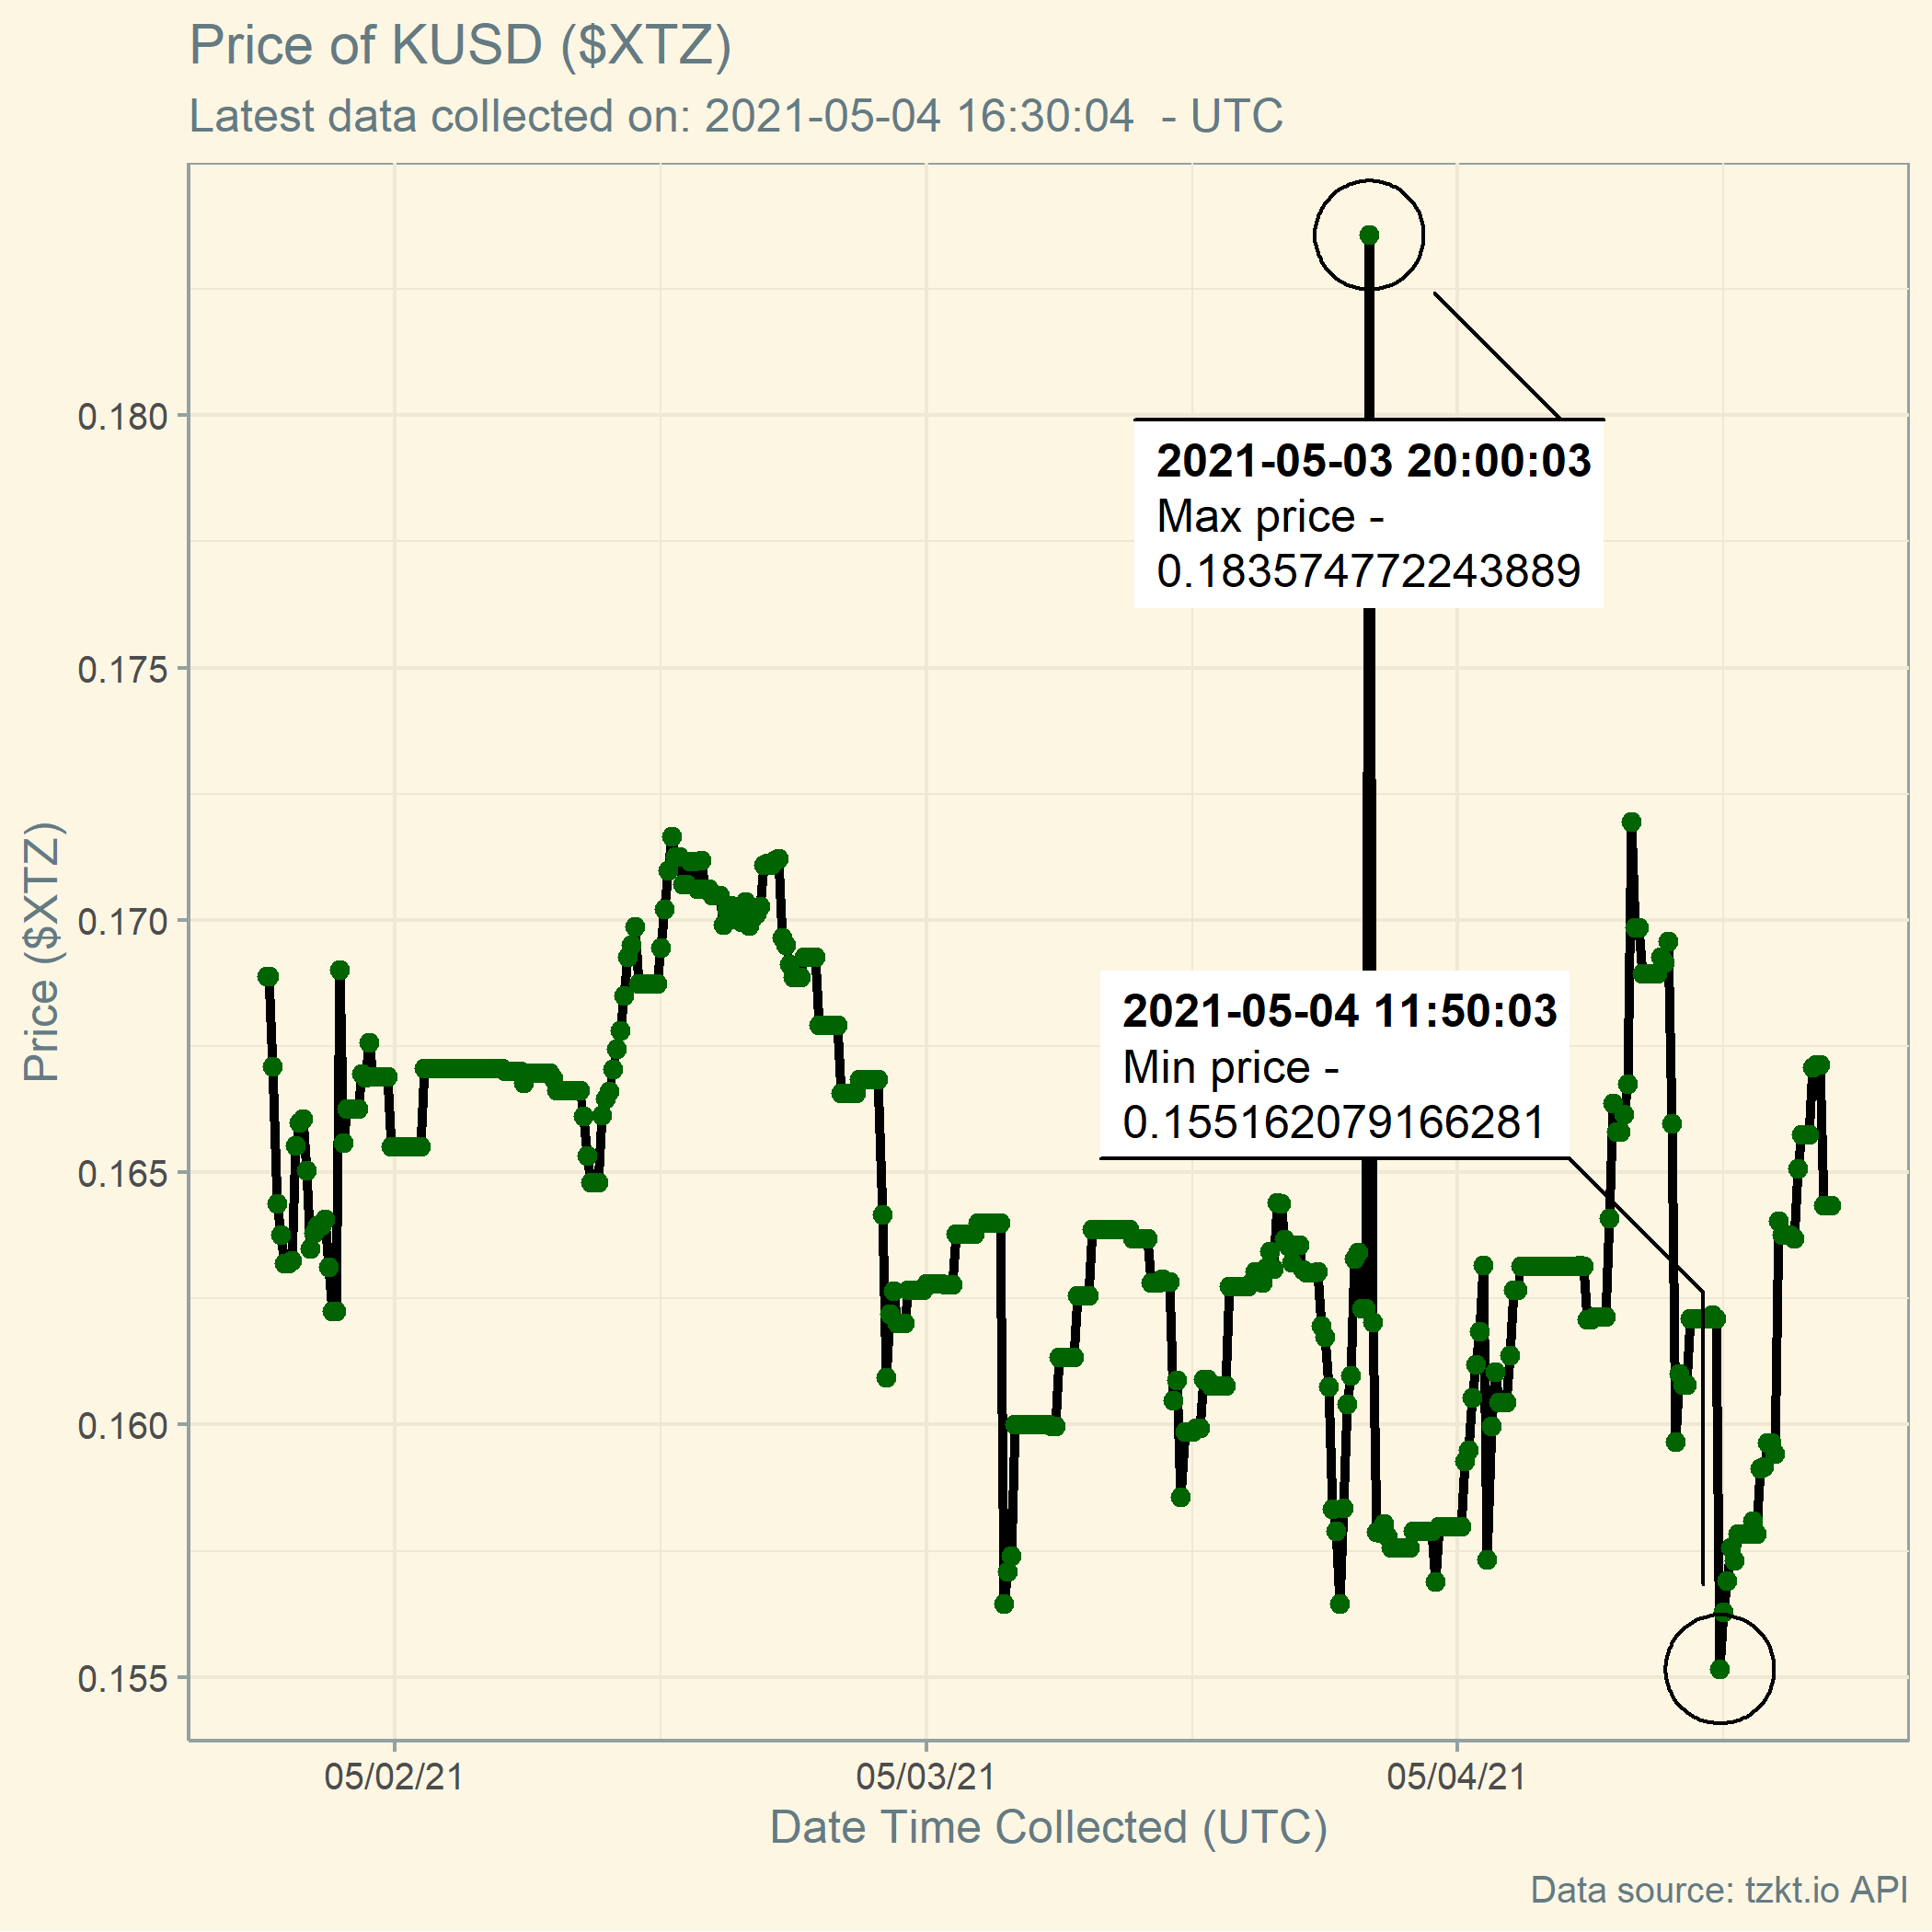 Price of KUSD ($XTZ)
Latest data collected on: 2021-05-04 16:30:04  - UTC
Price ($XTZ)
0.180
0.175
0.170
0.165
0.160
0.155
2021-05-03 20:00:03
Max price -
0.183574772243889
2021-05-04 11:50:03
Min price -
0.155162079166281
05/02/21
05/03/21
05/04/21
Date Time Collected (UTC)
Data source: tzkt.io API